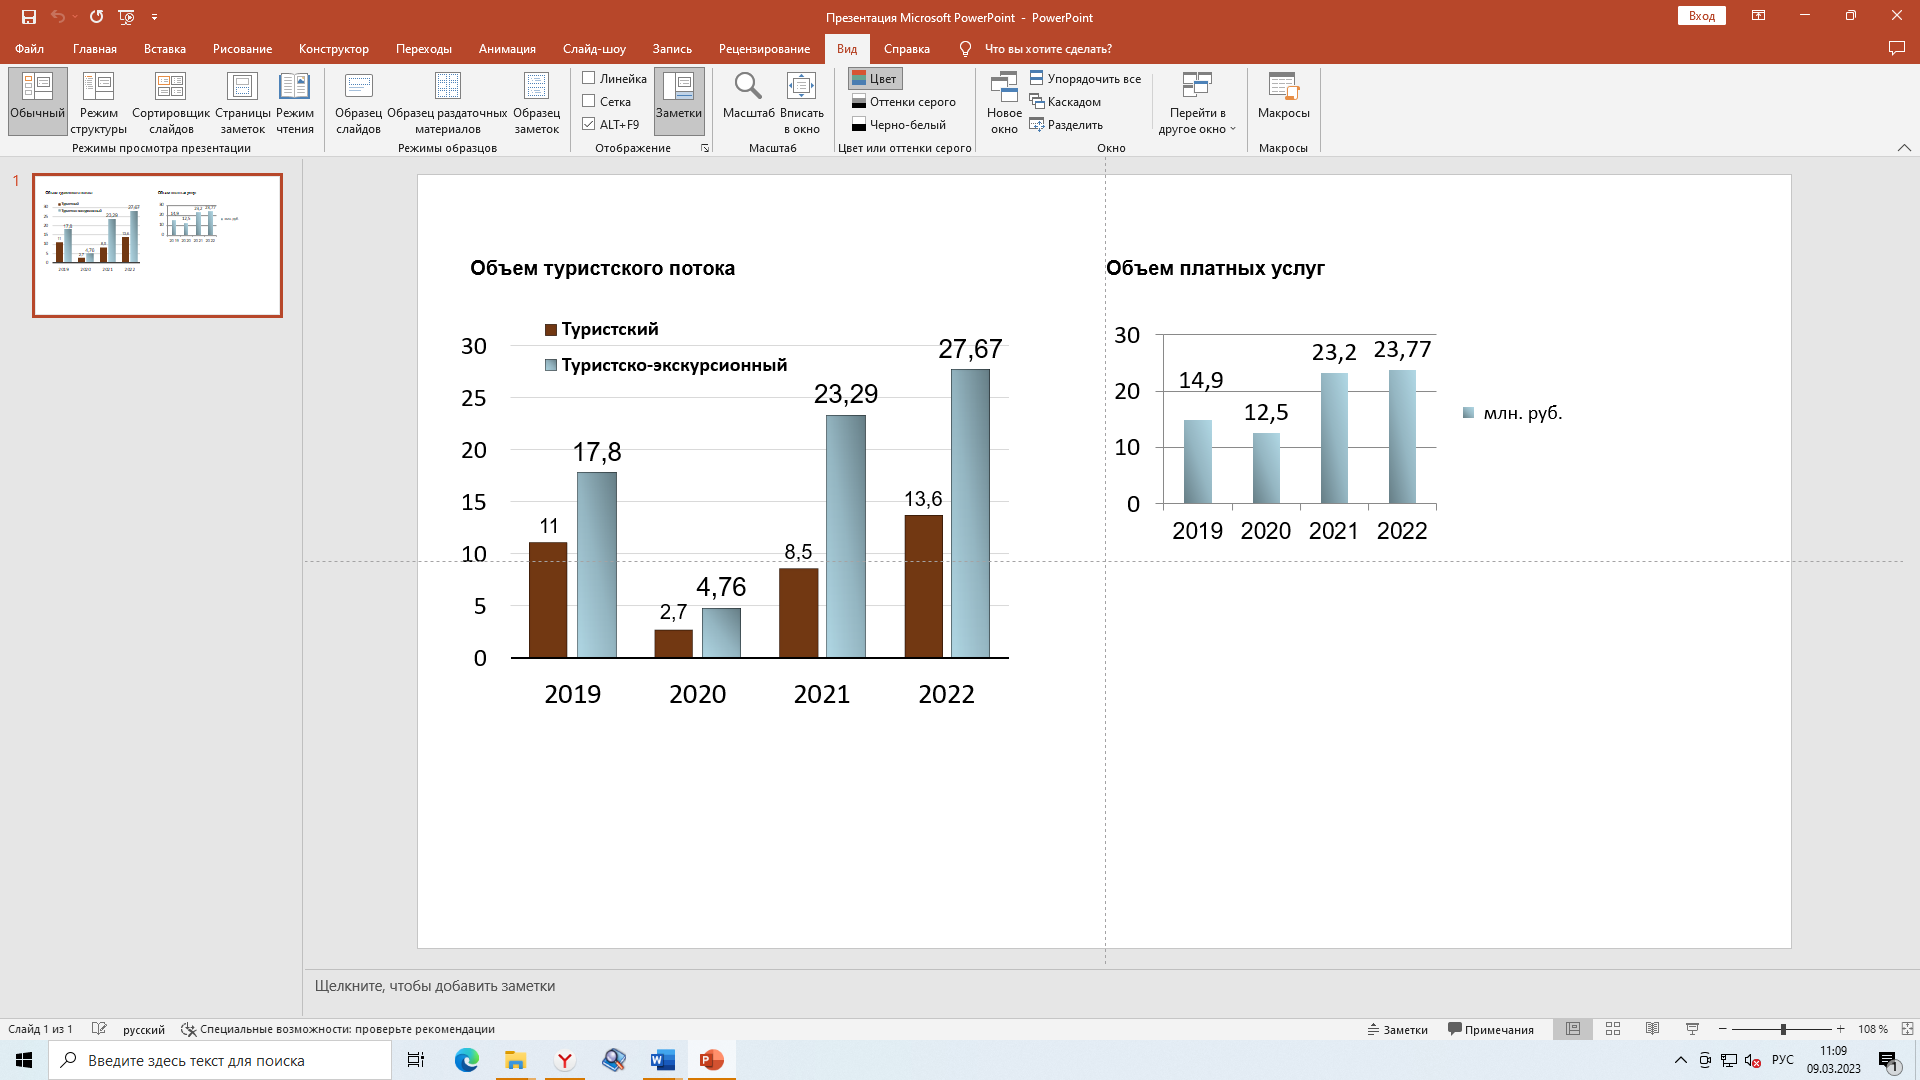 Презентация Microsoft PowerPoint - PowerPoint
Вход
Файл Главная Вставка Рисование Конструктор Переходы Анимация Слайд-шоу Запись Рецензирование Вид Справка Что вы хотите сделать?
Обычный
Режим структуры
Сортировщик слайдов
Страницы заметок
Режим чтения
Режимы просмотра презентации
Образец слайдов
Образец раздаточных материалов
Образец заметок
Режимы образцов
Линейка
Сетка
ALT+F9
Заметки
Отображение
Масштаб
Вписать в окно
Масштаб
Цвет
Оттенки серого
Черно-белый
Цвет или оттенки серого
Новое окно
Упорядочить все
Каскадом
Разделить
Перейти в другое окно
Окно
Макросы
Макросы
1
Объем туристского потока
Туристский
Туристско-экскурсионный
30
25
20
15
10
5
0
11
17,8
2,7
4,76
8,5
23,29
13,6
27,67
2019 2020 2021 2022
Объем платных услуг
30
20
10
0
14,9
12,5
23,2
23,77
2019 2020 2021 2022
млн. руб.
Щелкните, чтобы добавить заметки
Слайд 1 из 1 русский Специальные возможности: проверьте рекомендации
Заметки Примечания 108 %
Введите здесь текст для поиска
РУС
11:09
09.03.2023
1